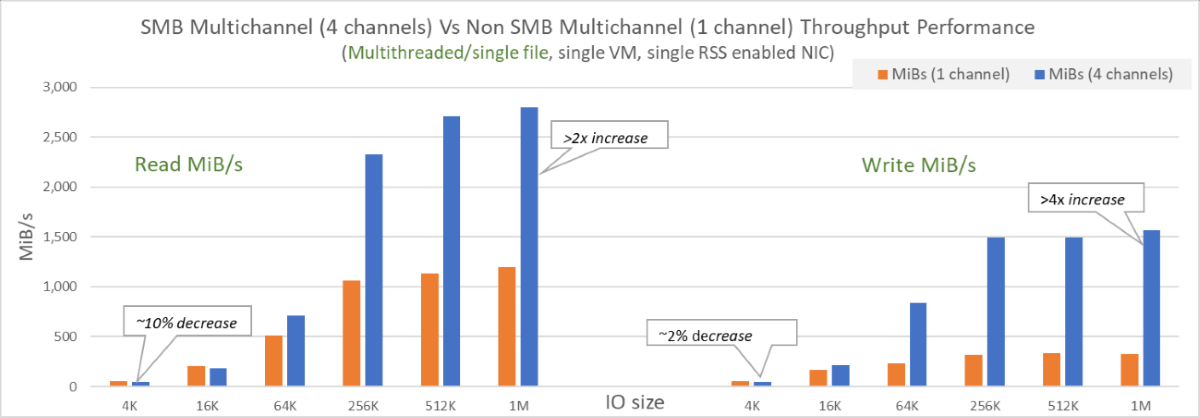 SMB Multichannel (4 channels) Vs Non SMB Multichannel (1 channel) Throughput Performance
(Multithreaded/single file, single VM, single RSS enabled NIC)
MiBs (1 channel) MiBs (4 channels)
3,000
2,500
2,000
1,500
1,000
500
0
MiB/s
Read MiB/s
Write MiB/s
>2x increase
>4x increase
~10% decrease
~2% decrease
4K 16K 64K 256K 512K 1M IO size 4K 16K 64K 256K 512K 1M